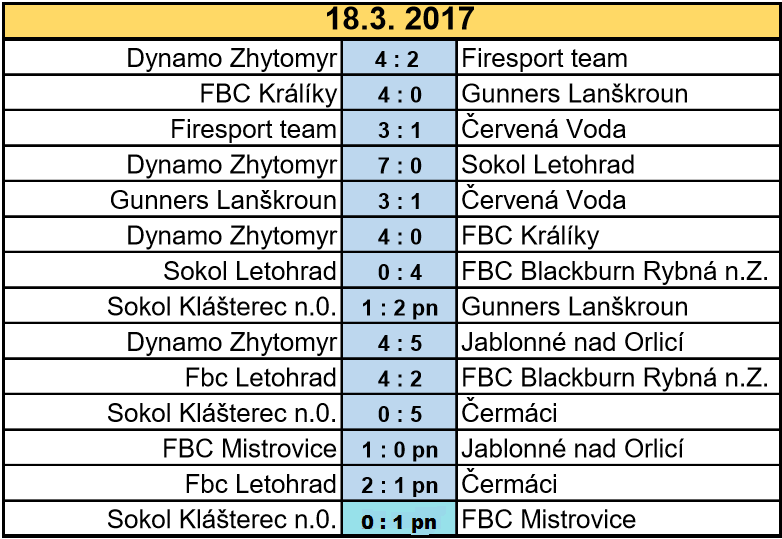 18.3. 2017
Dynamo Zhytomyr 4 : 2 Firesport team
FBC Králíky 4 : 0 Gunners Lanškroun
Firesport team 3 : 1 Červená Voda
Dynamo Zhytomyr 7 : 0 Sokol Letohrad
Gunners Lanškroun 3 : 1 Červená Voda
Dynamo Zhytomyr 4 : 0 FBC Králíky
Sokol Letohrad 0 : 4 FBC Blackburn Rybná n.Z.
Sokol Klášterec n.0. 1 : 2 pn Gunners Lanškroun
Dynamo Zhytomyr 4 : 5 Jablonné nad Orlicí
Fbc Letohrad 4 : 2 FBC Blackburn Rybná n.Z.
Sokol Klášterec n.0. 0 : 5 Čermáci
FBC Mistrovice 1 : 0 pn Jablonné nad Orlicí
Fbc Letohrad 2 : 1 pn Čermáci
Sokol Klášterec n.0. 0 : 1 pn FBC Mistrovice